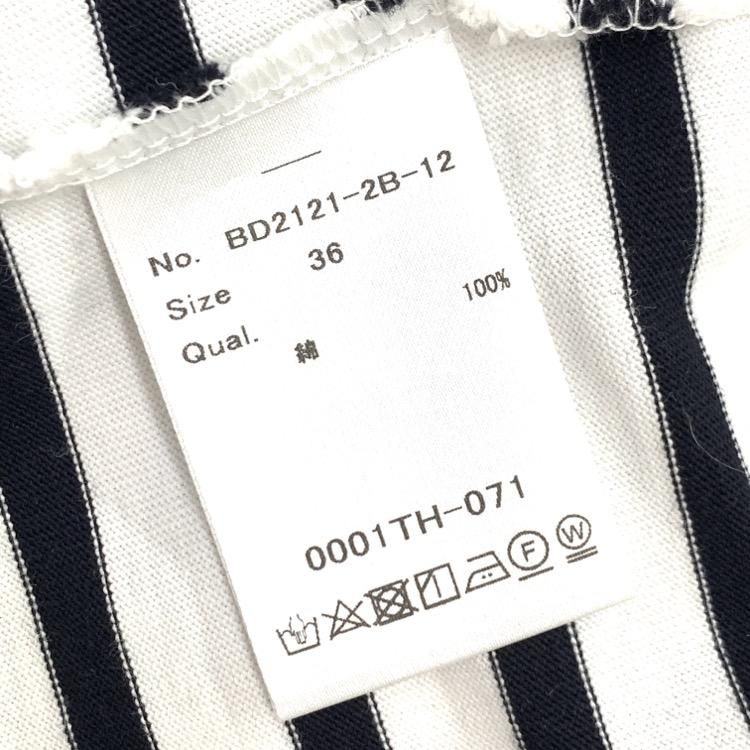 No. BD2121-2B-12
Size 36
Qual. 綿 100%
0001TH-071
F W